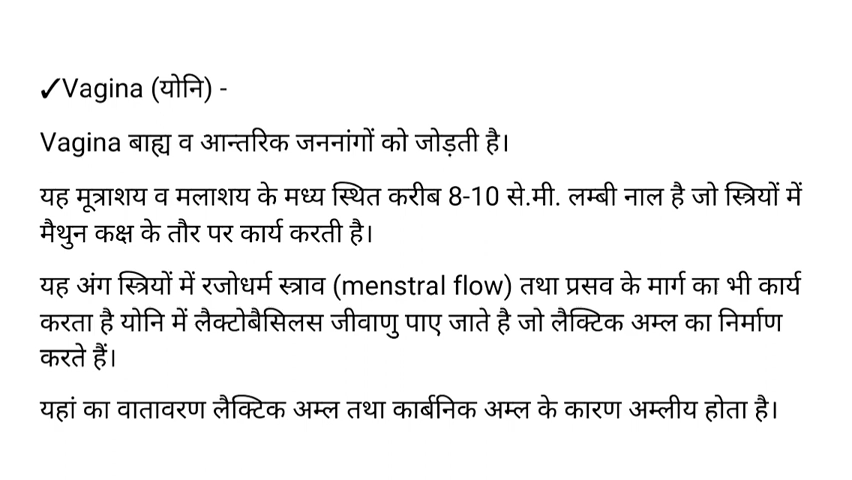 ✓Vagina (योनि) -
Vagina बाह्य व आन्तरिक जननांगों को जोड़ती है।
यह मूत्राशय व मलाशय के मध्य स्थित करीब 8-10 से.मी. लम्बी नाल है जो स्त्रियों में
मैथुन कक्ष के तौर पर कार्य करती है।
यह अंग स्त्रियों में रजोधर्म स्त्राव (menstral flow) तथा प्रसव के मार्ग का भी कार्य
करता है योनि में लैक्टोबैसिलस जीवाणु पाए जाते है जो लैक्टिक अम्ल का निर्माण
करते हैं।
यहां का वातावरण लैक्टिक अम्ल तथा कार्बनिक अम्ल के कारण अम्लीय होता है।